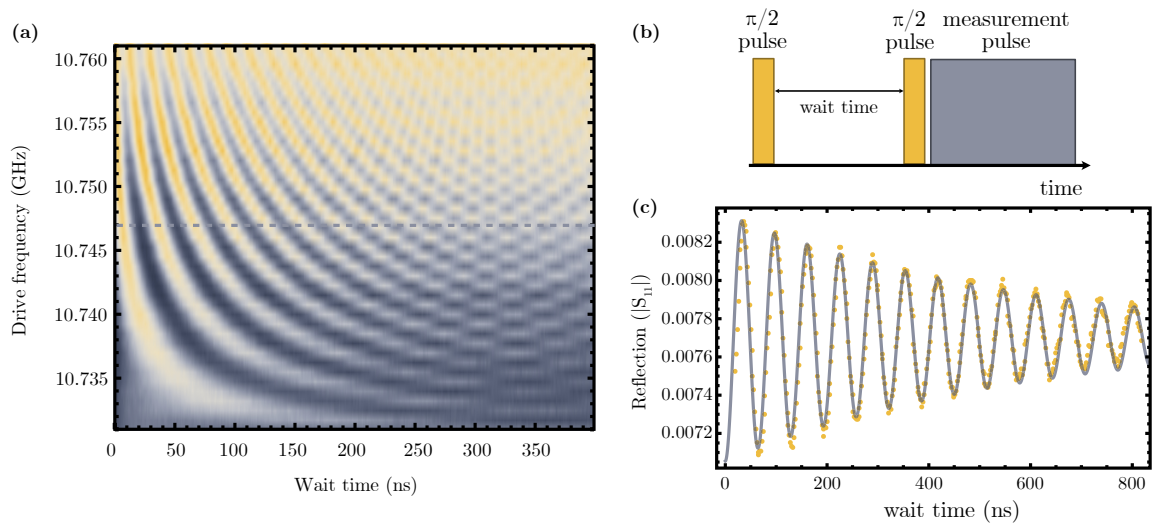 (a)
10.760
10.755
10.750
10.745
10.740
10.735
Drive frequency (GHz)
0 50 100 150 200 250 300 350
Wait time (ns)
(b)
π/2
pulse
π/2
pulse
measurement
pulse
wait time
time
(c)
0.0082
0.0080
0.0078
0.0076
0.0074
0.0072
Reflection (|S₁₁|)
0 200 400 600 800
wait time (ns)